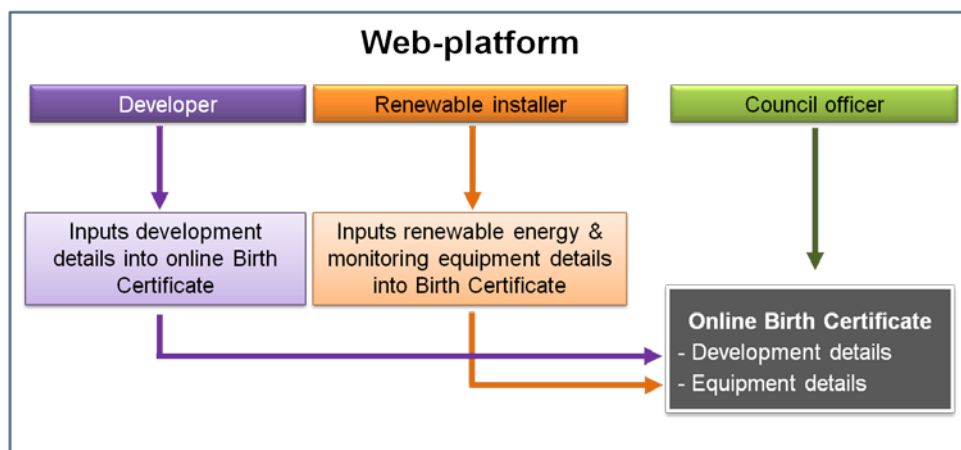 Web-platform
Developer
Renewable installer
Council officer
Inputs development
details into online Birth
Certificate
Inputs renewable energy &
monitoring equipment details
into Birth Certificate
Online Birth Certificate
- Development details
- Equipment details